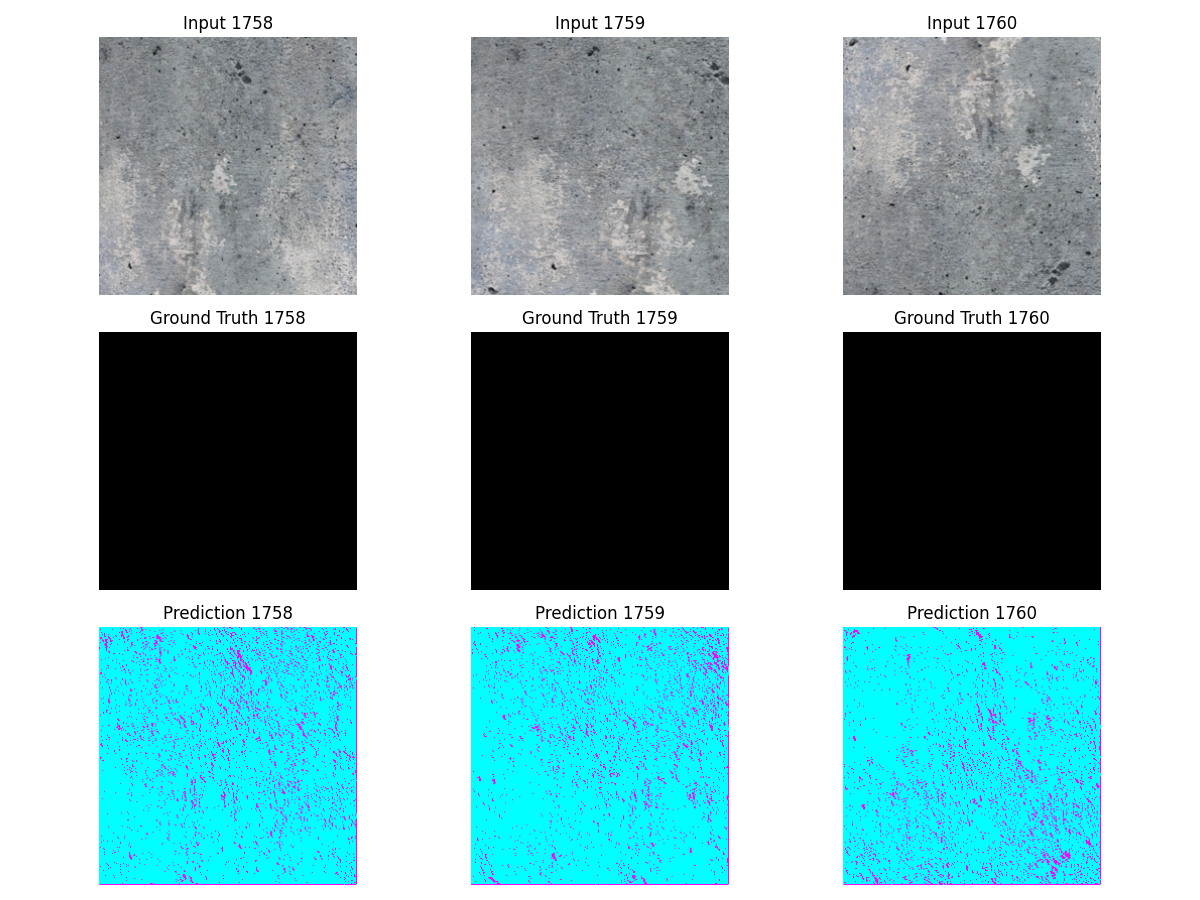 Input 1758
Input 1759
Input 1760
Ground Truth 1758
Ground Truth 1759
Ground Truth 1760
Prediction 1758
Prediction 1759
Prediction 1760